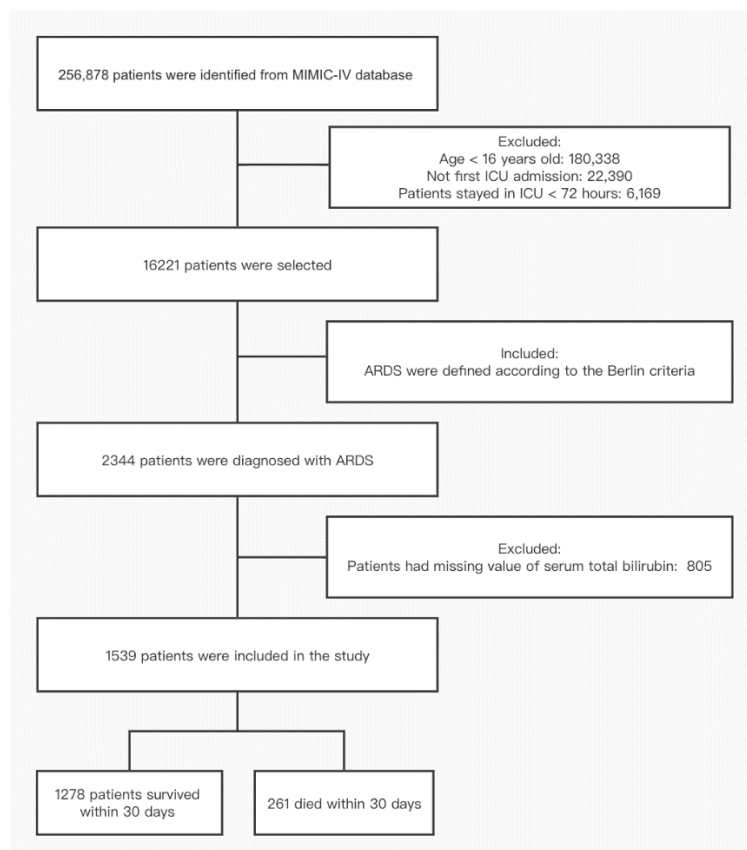 256,878 patients were identified from MIMIC-IV database
Excluded:
Age < 16 years old: 180,338
Not first ICU admission: 22,390
Patients stayed in ICU < 72 hours: 6,169
16221 patients were selected
Included:
ARDS were defined according to the Berlin criteria
2344 patients were diagnosed with ARDS
Excluded:
Patients had missing value of serum total bilirubin: 805
1539 patients were included in the study
1278 patients survived
within 30 days
261 died within 30 days